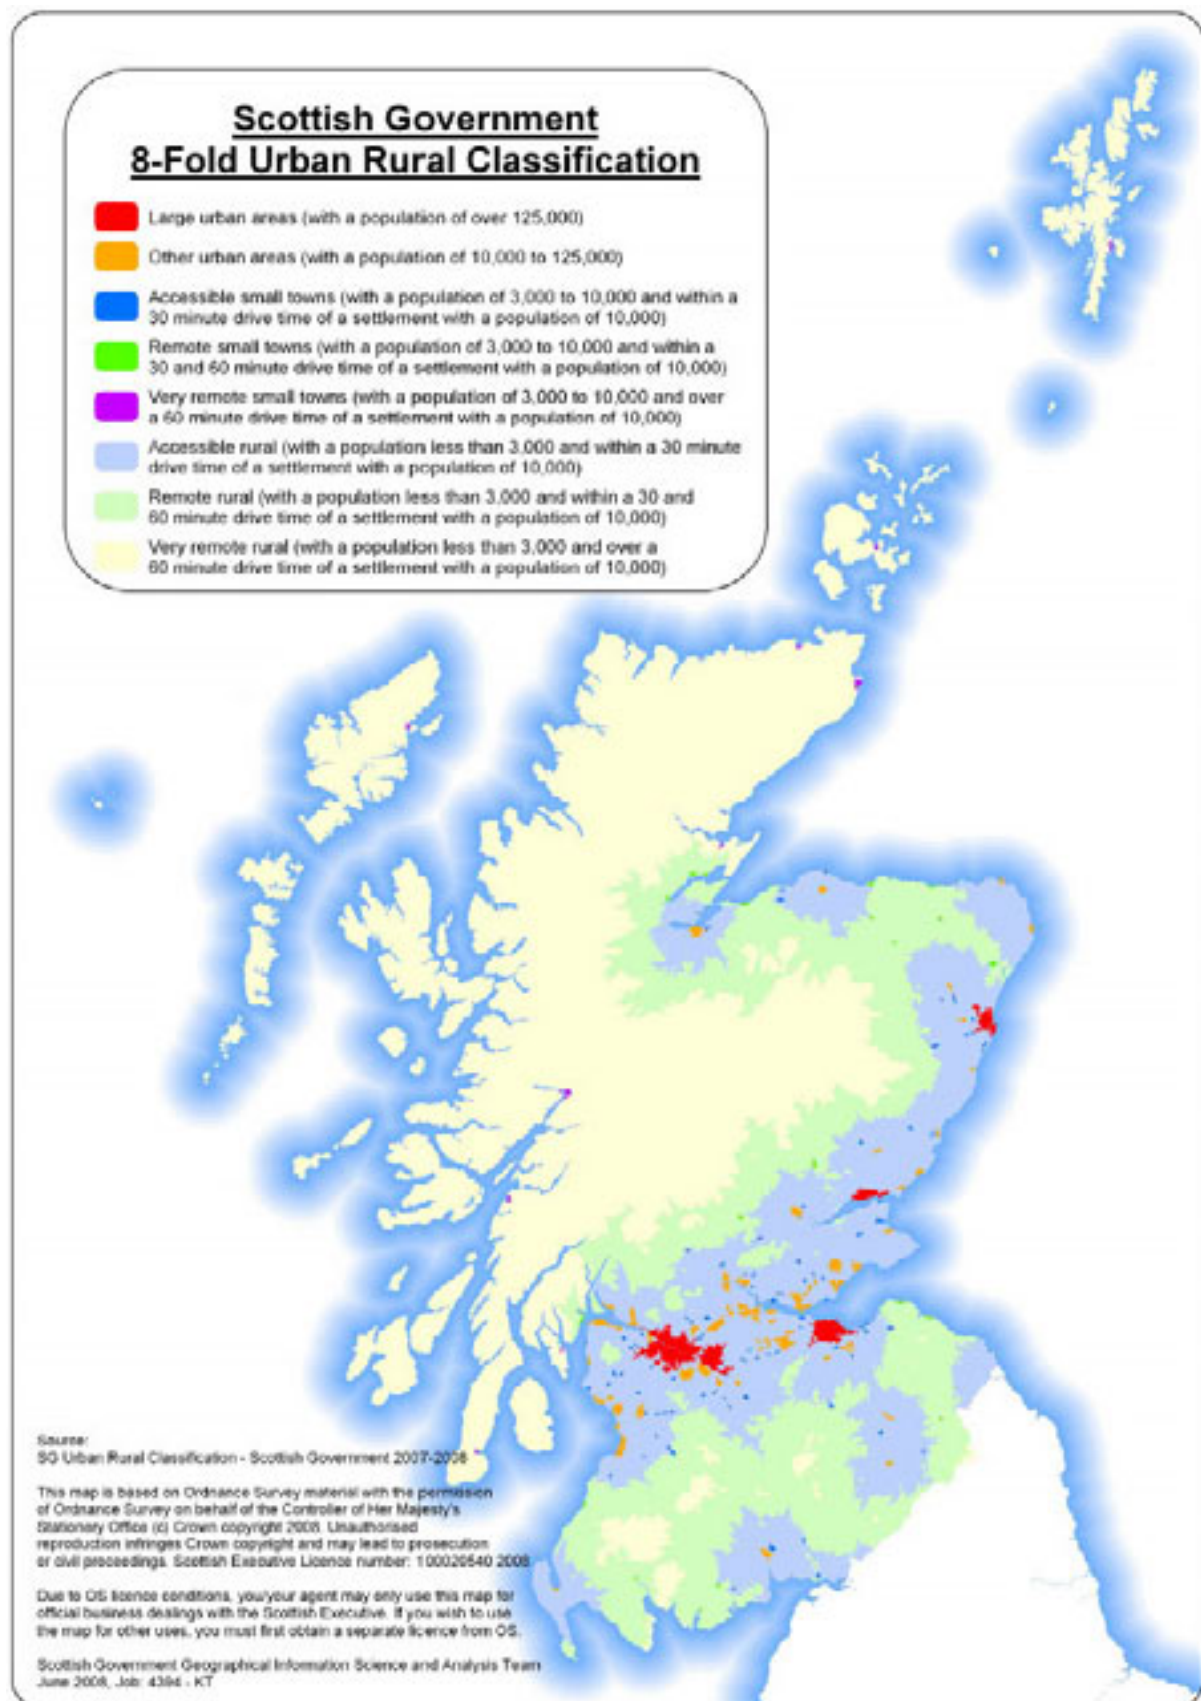 Scottish Government
8-Fold Urban Rural Classification
Large urban areas (with a population of over 125,000)
Other urban areas (with a population of 10,000 to 125,000)
Accessible small towns (with a population of 3,000 to 10,000 and within a
30 minute drive time of a settlement with a population of 10,000)
Remote small towns (with a population of 3,000 to 10,000 and within a
30 and 60 minute drive time of a settlement with a population of 10,000)
Very remote small towns (with a population of 3,000 to 10,000 and over
a 60 minute drive time of a settlement with a population of 10,000)
Accessible rural (with a population less than 3,000 and within a 30 minute
drive time of a settlement with a population of 10,000)
Remote rural (with a population less than 3,000 and within a 30 and
60 minute drive time of a settlement with a population of 10,000)
Very remote rural (with a population less than 3,000 and over a
60 minute drive time of a settlement with a population of 10,000)
Source:
SG Urban Rural Classification - Scottish Government 2007-2008
This map is based on Ordnance Survey material with the permission
of Ordnance Survey on behalf of the Controller of Her Majesty's
Stationery Office (c) Crown copyright 2008. Unauthorised
reproduction infringes Crown copyright and may lead to prosecution
or civil proceedings. Scottish Executive Licence number: 100020540 2008
Due to OS licence conditions, you/your agent may only use this map for
official business dealings with the Scottish Executive. If you wish to use
the map for other uses, you must first obtain a separate licence from OS.
Scottish Government Geographical Information Science and Analysis Team
June 2008, Job: 4394 - KT